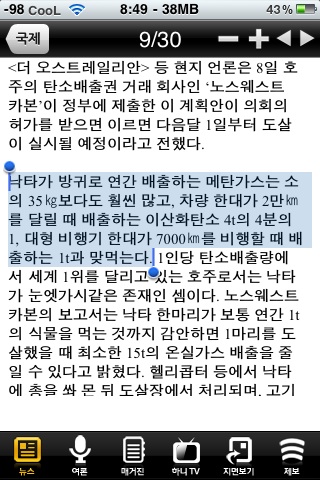 -98 CooL 8:49 - 38MB 43%
국제 9/30
<더 오스트레일리안> 등 현지 언론은 8일 호
주의 탄소배출권 거래 회사인 ‘노스웨스트
카본’이 정부에 제출한 이 계획안이 의회의
허가를 받으면 이르면 다음달 1일부터 도살
이 실시될 예정이라고 전했다.
낙타가 방귀로 연간 배출하는 메탄가스는 소
의 35㎏보다도 훨씬 많고, 차량 한대가 2만㎞
를 달릴 때 배출하는 이산화탄소 4t의 4분의
1, 대형 비행기 한대가 7000㎞를 비행할 때 배
출하는 1t과 맞먹는다. 1인당 탄소배출량에
서 세계 1위를 달리고 있는 호주로서는 낙타
가 눈엣가시같은 존재인 셈이다. 노스웨스트
카본의 보고서는 낙타 한마리가 보통 연간 1t
의 식물을 먹는 것까지 감안하면 1마리를 도
살했을 때 최소한 15t의 온실가스 배출을 줄
일 수 있다고 밝혔다. 헬리콥터 등에서 낙타
에 총을 쏴 몬 뒤 도살장에서 처리되며, 고기
뉴스 여론 매거진 하니 TV 지면보기 제보